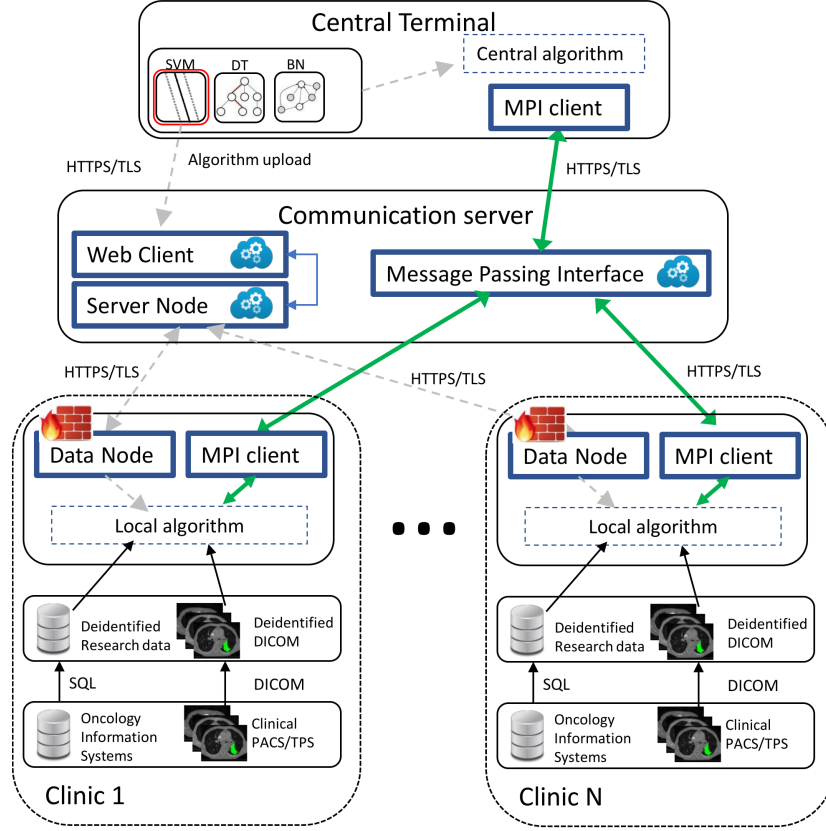 Central Terminal
SVM
DT
BN
Central algorithm
MPI client
HTTPS/TLS
Algorithm upload
HTTPS/TLS
Communication server
Web Client
Server Node
Message Passing Interface
HTTPS/TLS
HTTPS/TLS
HTTPS/TLS
Data Node
MPI client
Local algorithm
Deidentified
Research data
Deidentified
DICOM
SQL
DICOM
Oncology
Information
Systems
Clinical
PACS/TPS
Clinic 1
Data Node
MPI client
Local algorithm
Deidentified
Research data
Deidentified
DICOM
SQL
DICOM
Oncology
Information
Systems
Clinical
PACS/TPS
Clinic N